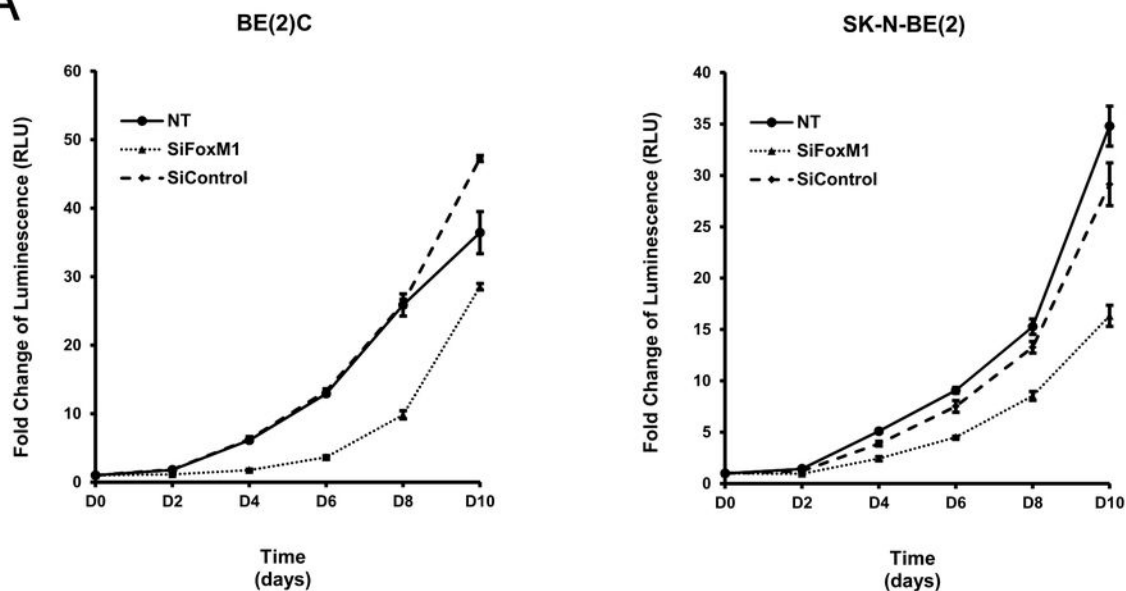 A
BE(2)C
Fold Change of Luminescence (RLU)
60
50
40
30
20
10
0
NT
SiFoxM1
SiControl
D0 D2 D4 D6 D8 D10
Time
(days)
SK-N-BE(2)
Fold Change of Luminescence (RLU)
40
35
30
25
20
15
10
5
0
NT
SiFoxM1
SiControl
D0 D2 D4 D6 D8 D10
Time
(days)